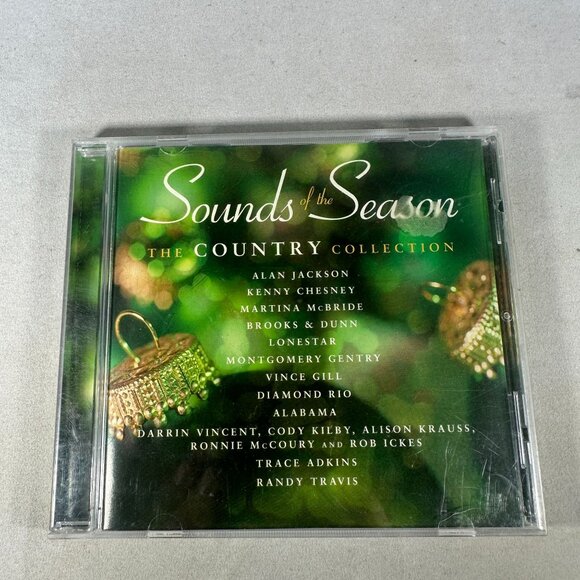 Sounds of the Season
THE COUNTRY COLLECTION
ALAN JACKSON
KENNY CHESNEY
MARTINA McBRIDE
BROOKS & DUNN
LONESTAR
MONTGOMERY GENTRY
VINCE GILL
DIAMOND RIO
ALABAMA
DARRIN VINCENT, CODY KILBY, ALISON KRAUSS,
RONNIE McCOURY AND ROB ICKES
TRACE ADKINS
RANDY TRAVIS